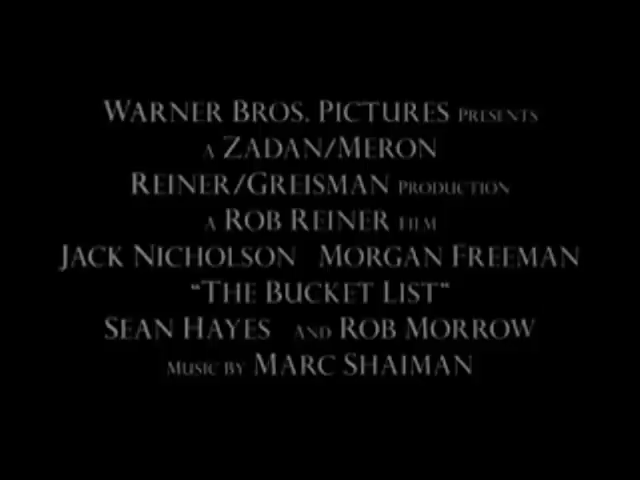 WARNER BROS. PICTURES PRESENTS
A ZADAN/MERON
REINER/GREISMAN PRODUCTION
A ROB REINER FILM
JACK NICHOLSON MORGAN FREEMAN
"THE BUCKET LIST"
SEAN HAYES AND ROB MORROW
MUSIC BY MARC SHAIMAN